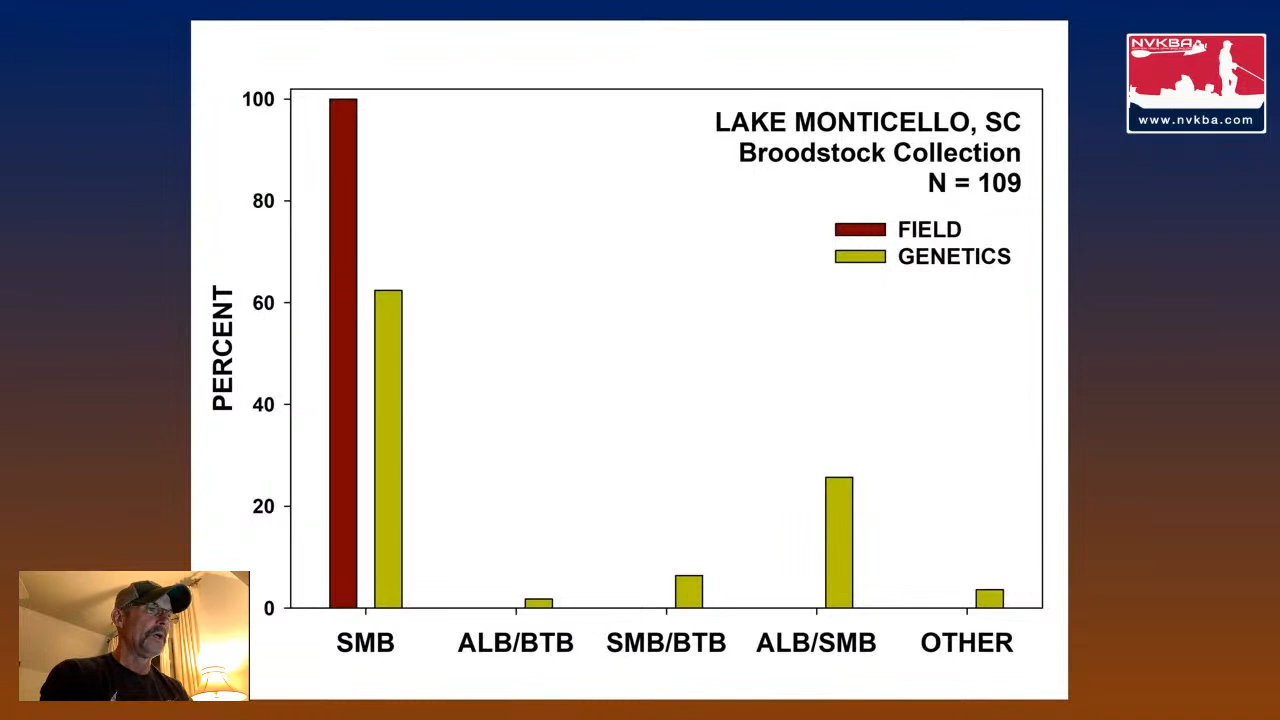 NVKBA
www.nvkba.com
LAKE MONTICELLO, SC
Broodstock Collection
N = 109
FIELD
GENETICS
PERCENT
100
80
60
40
20
0
SMB
ALB/BTB
SMB/BTB
ALB/SMB
OTHER